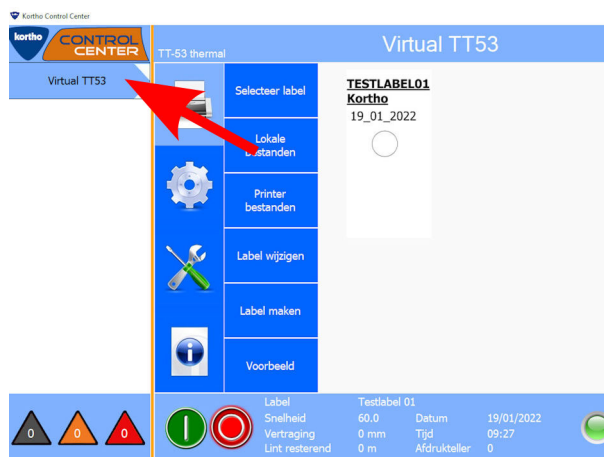 Kortho Control Center
kortho
CONTROL
CENTER
TT-53 thermal
Virtual TT53
Virtual TT53
Selecteer label
Lokale
bestanden
Printer
bestanden
Label wijzigen
Label maken
Voorbeeld
TESTLABEL01
Kortho
19_01_2022
0
0
0
Label Testlabel 01
Snelheid 60.0 Datum 19/01/2022
Vertraging 0 mm Tijd 09:27
Lint resterend 0 m Afdrukteller 0